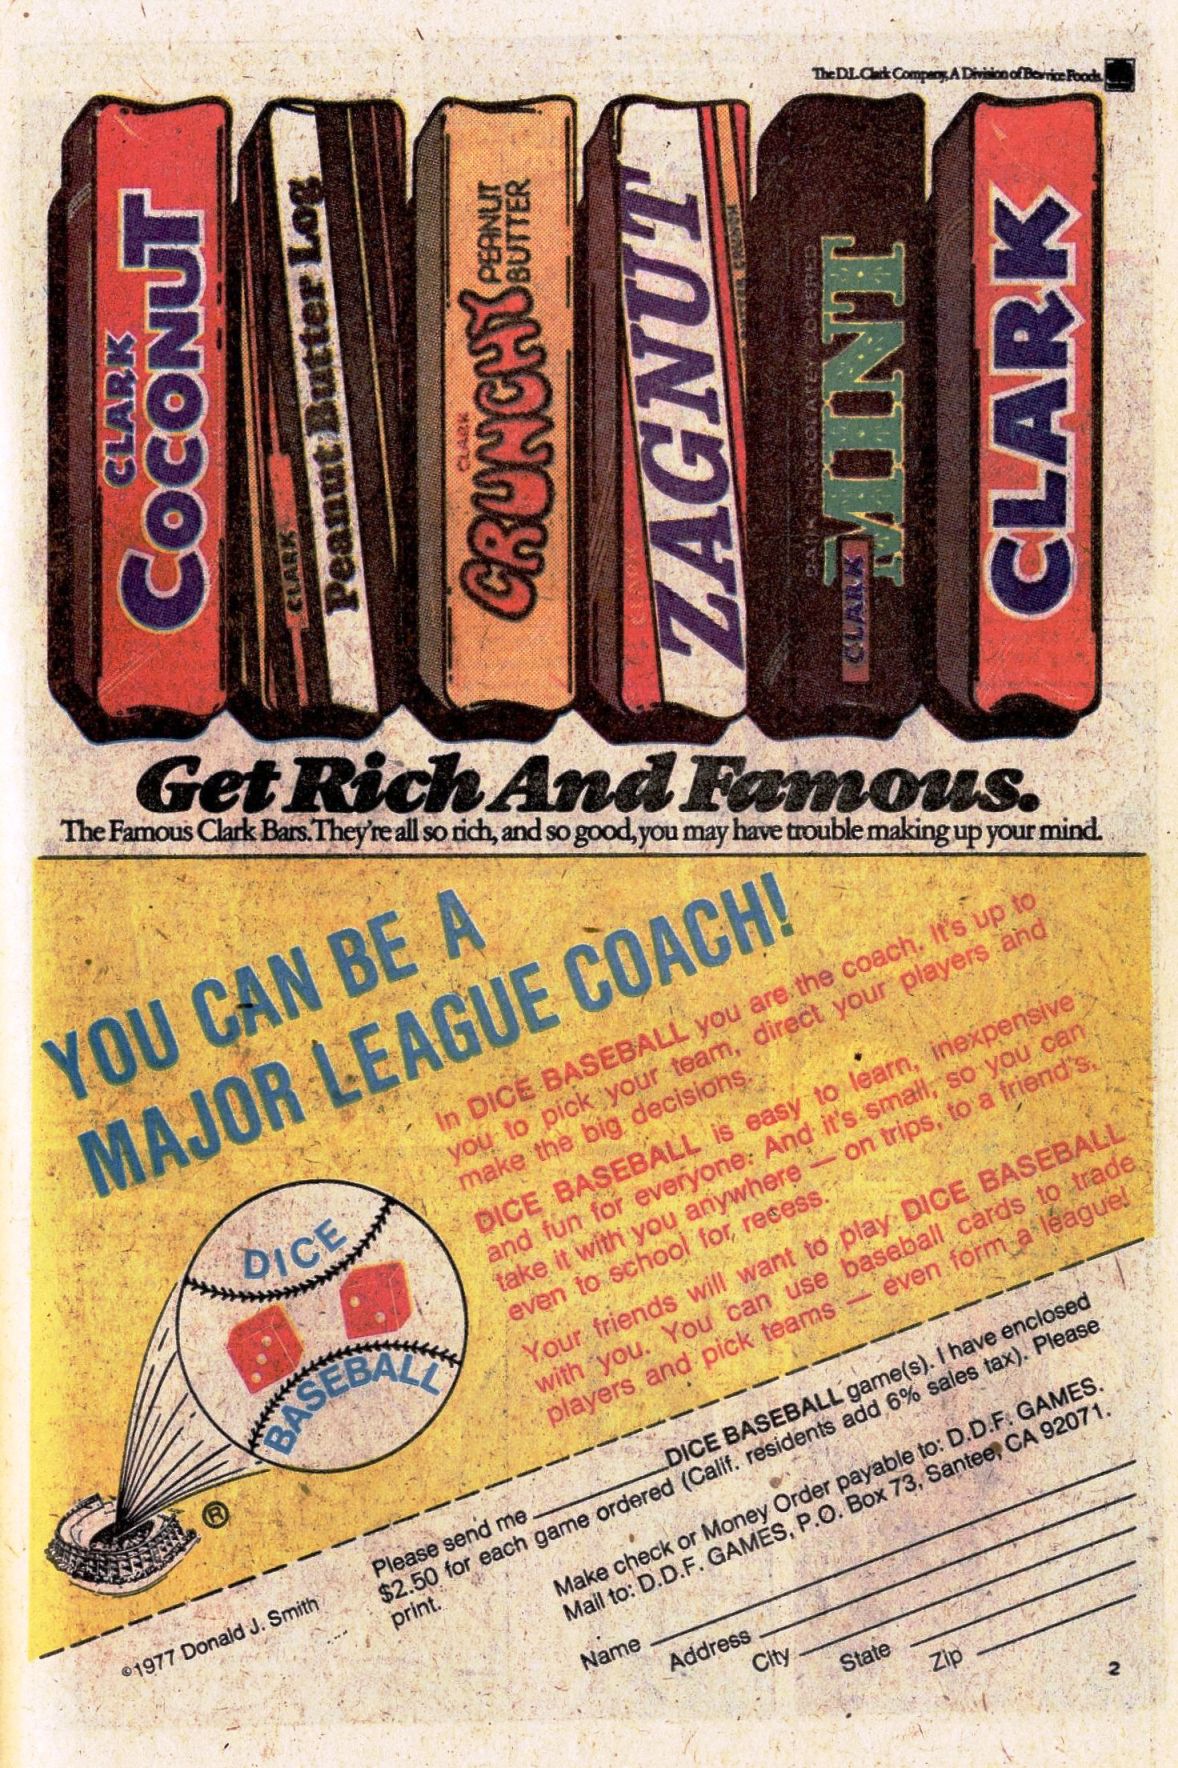 The D.L. Clark Company, A Division of Beatrice Foods.
CLARK
COCONUT
CLARK
Peanut Butter Log
CLARK
CRUNCHY
PEANUT
BUTTER
CLARK
ZAGNUT
MINT
CLARK
CLARK
Get Rich And Famous.
The Famous Clark Bars. They're all so rich, and so good, you may have trouble making up your mind.
YOU CAN BE A
MAJOR LEAGUE COACH!
In DICE BASEBALL you are the coach. It's up to
you to pick your team, direct your players and
make the big decisions.
DICE BASEBALL is easy to learn, inexpensive
and fun for everyone. And it's small, so you can
take it with you anywhere — on trips, to a friend's,
even to school for recess.
Your friends will want to play DICE BASEBALL
with you. You can use baseball cards to trade
players and pick teams — even form a league!
DICE
BASEBALL
®
Please send me DICE BASEBALL game(s). I have enclosed
$2.50 for each game ordered (Calif. residents add 6% sales tax). Please
print.
Make check or Money Order payable to: D.D.F. GAMES.
Mail to: D.D.F. GAMES, P.O. Box 73, Santee, CA 92071.
Name
Address
City
State
Zip
©1977 Donald J. Smith
2